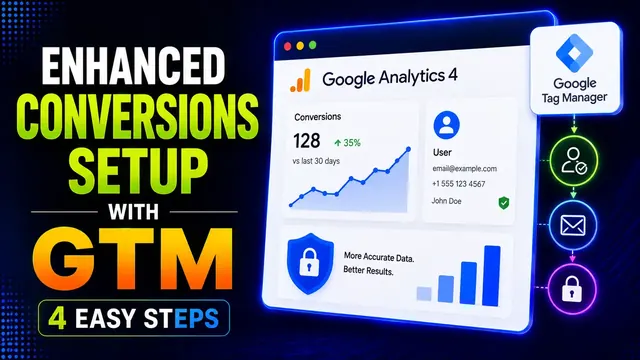 ENHANCED
CONVERSIONS
SETUP
WITH
GTM
4 EASY STEPS
Google Analytics 4
Conversions
128
35%
vs last 30 days
User
email@example.com
+1 555 123 4567
John Doe
More Accurate Data.
Better Results.
Google
Tag Manager